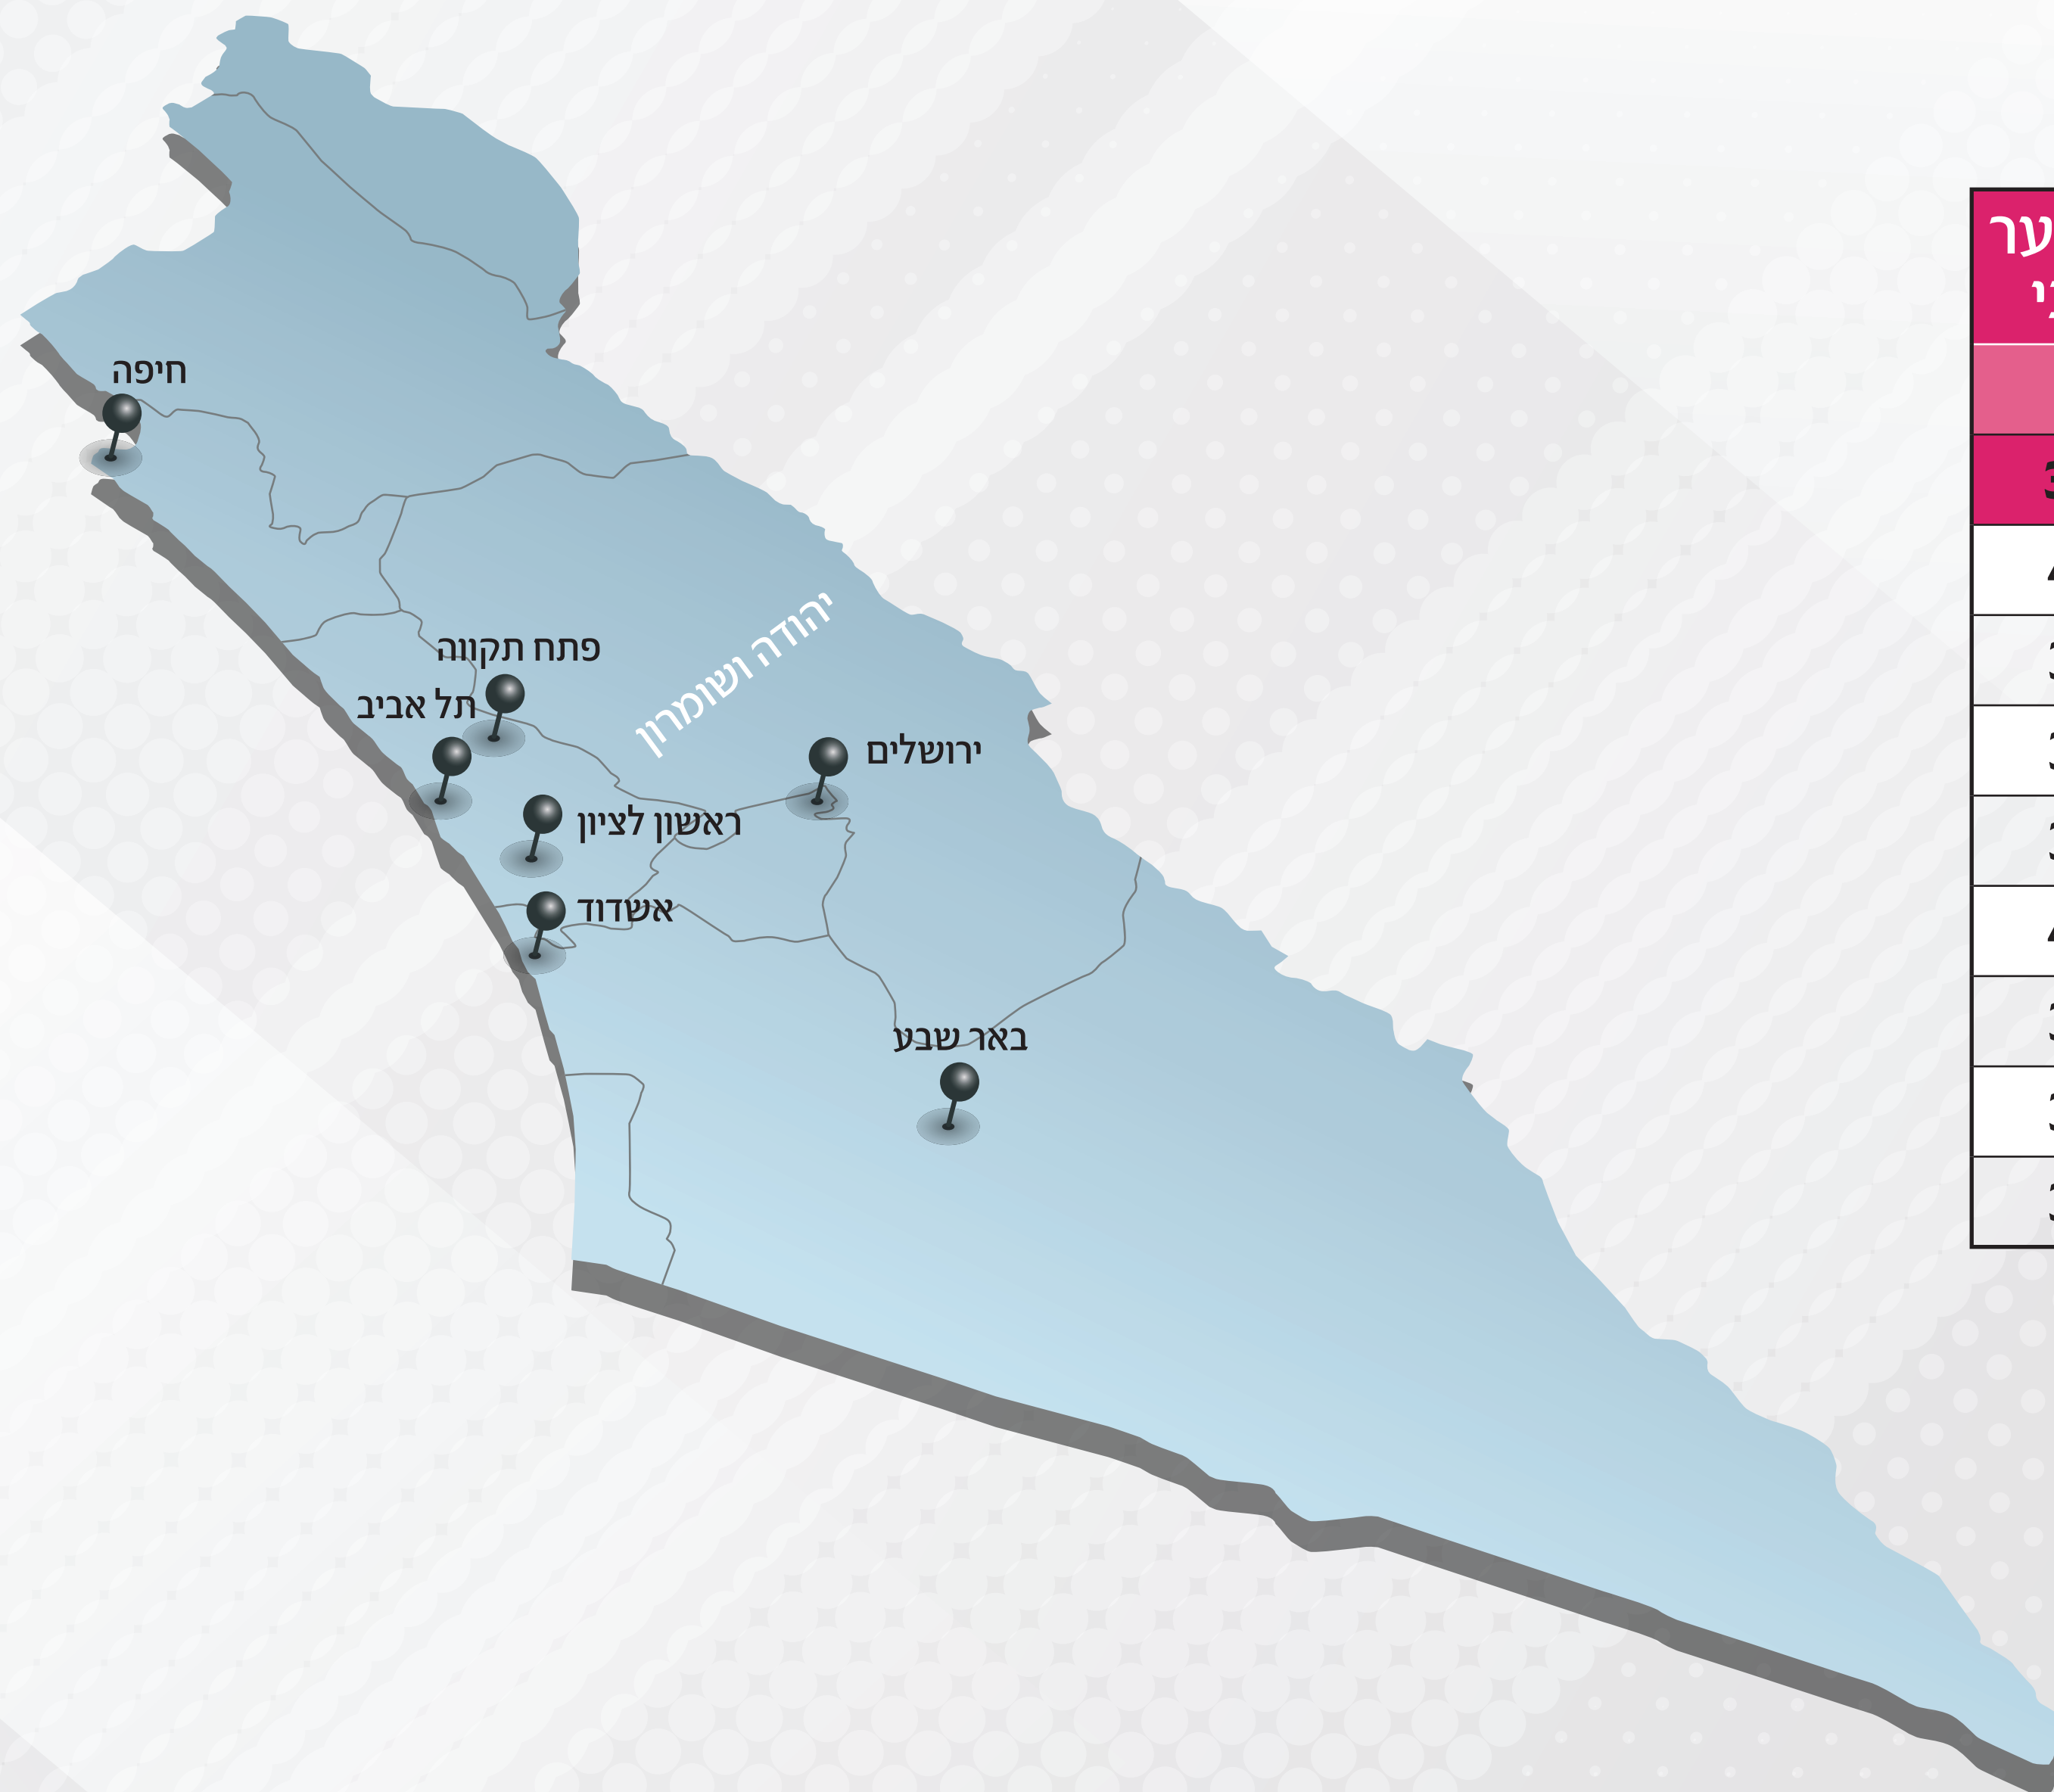 חיפה
פתח תקווה
תל אביב
יהודה ושומרון
ירושלים
ראשון לציון
אשדוד
באר שבע